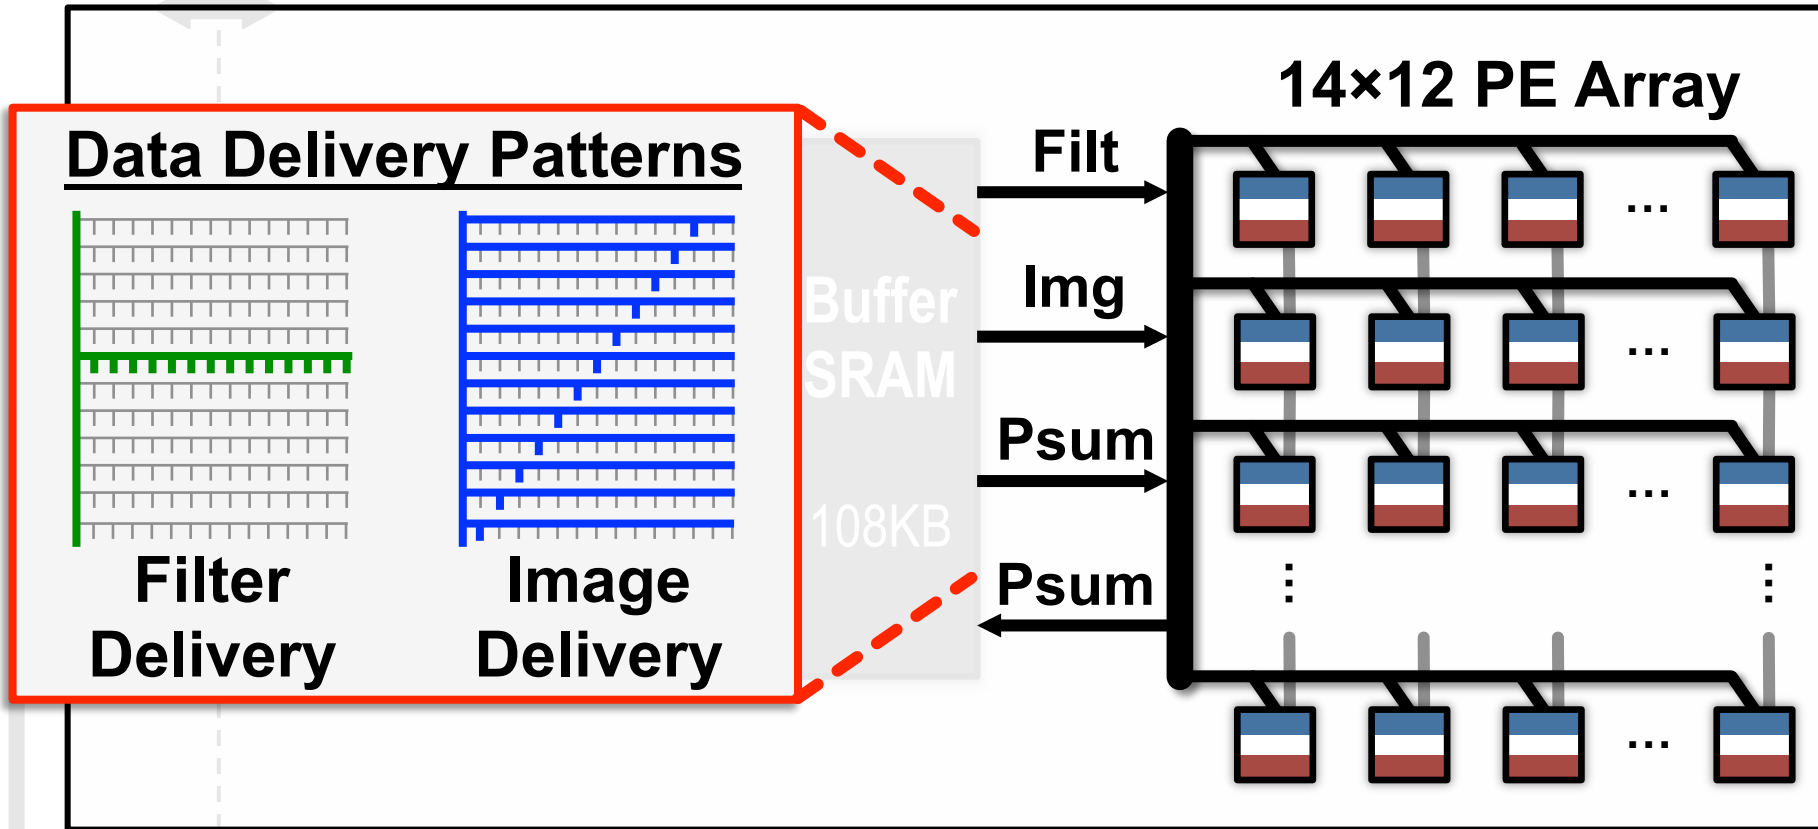 14×12 PE Array
Data Delivery Patterns
Filter
Delivery
Image
Delivery
Buffer
SRAM
108KB
Filt
Img
Psum
Psum
...
...
...
...
...
...